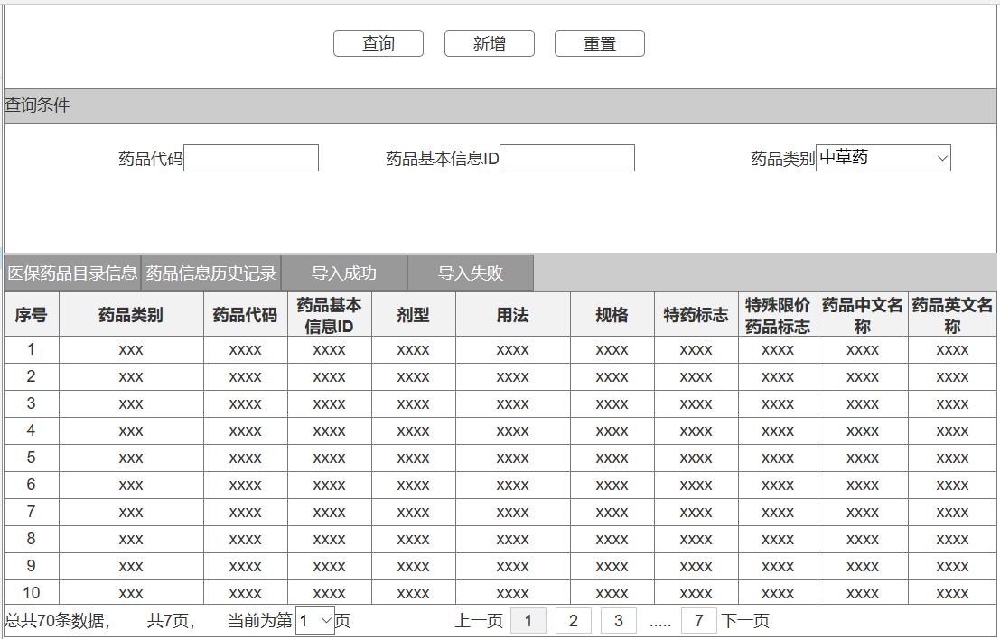 查询 新增 重置
查询条件
药品代码 药品基本信息ID 药品类别 中草药
医保药品目录信息 药品信息历史记录 导入成功 导入失败
序号 药品类别 药品代码 药品基本信息ID 剂型 用法 规格 特药标志 特殊限价药品标志 药品中文名称 药品英文名称
1 xxx xxxx xxxx xxxx xxxx xxxx xxxx xxxx xxxx xxxx
2 xxx xxxx xxxx xxxx xxxx xxxx xxxx xxxx xxxx xxxx
3 xxx xxxx xxxx xxxx xxxx xxxx xxxx xxxx xxxx xxxx
4 xxx xxxx xxxx xxxx xxxx xxxx xxxx xxxx xxxx xxxx
5 xxx xxxx xxxx xxxx xxxx xxxx xxxx xxxx xxxx xxxx
6 xxx xxxx xxxx xxxx xxxx xxxx xxxx xxxx xxxx xxxx
7 xxx xxxx xxxx xxxx xxxx xxxx xxxx xxxx xxxx xxxx
8 xxx xxxx xxxx xxxx xxxx xxxx xxxx xxxx xxxx xxxx
9 xxx xxxx xxxx xxxx xxxx xxxx xxxx xxxx xxxx xxxx
10 xxx xxxx xxxx xxxx xxxx xxxx xxxx xxxx xxxx xxxx
总共70条数据， 共7页， 当前为第 1 页 上一页 1 2 3 ..... 7 下一页